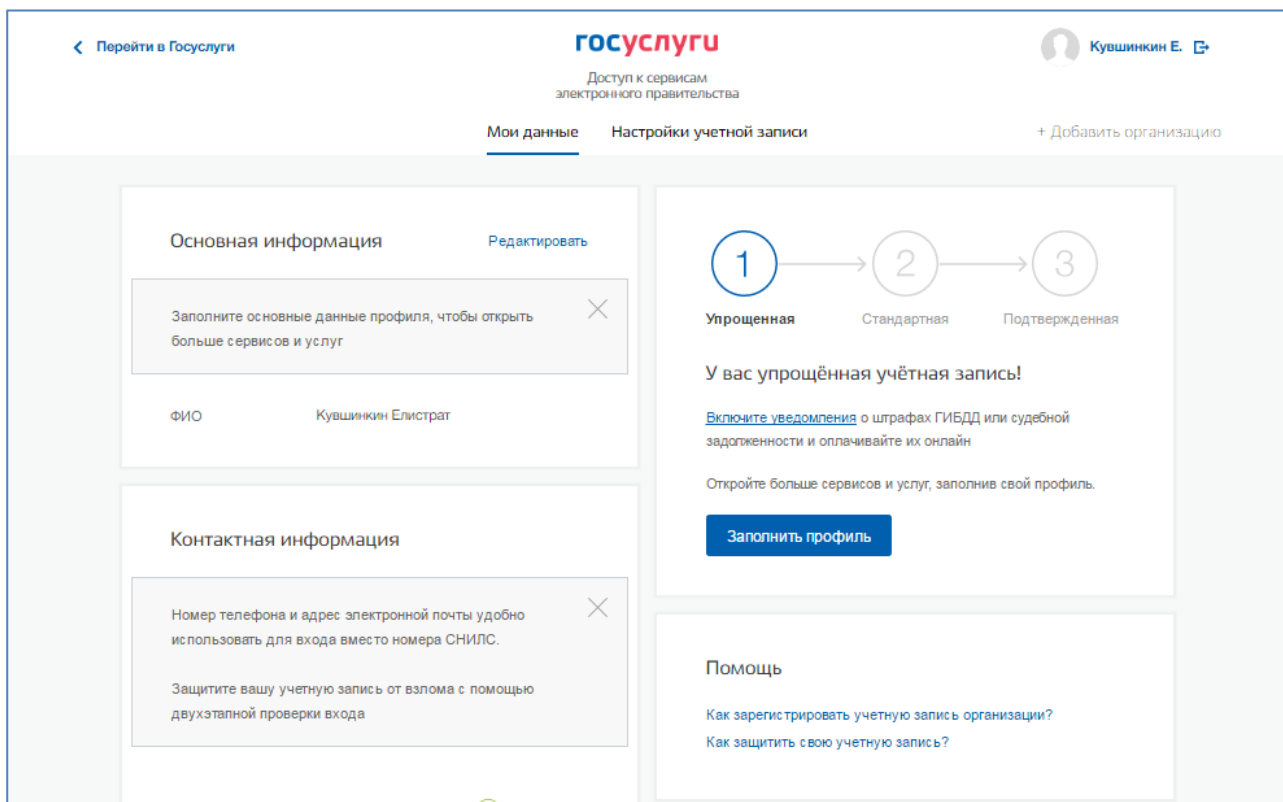 Перейти в Госуслуги
госуслуги
Кувшинкин Е.
Доступ к сервисам
электронного правительства
Мои данные
Настройки учетной записи
+ Добавить организацию
Основная информация
Редактировать
Заполните основные данные профиля, чтобы открыть
больше сервисов и услуг
ФИО
Кувшинкин Елистрат
Контактная информация
Номер телефона и адрес электронной почты удобно
использовать для входа вместо номера СНИЛС.
Защитите вашу учетную запись от взлома с помощью
двухэтапной проверки входа
1
2
3
Упрощенная
Стандартная
Подтвержденная
У вас упрощённая учётная запись!
Включите уведомления о штрафах ГИБДД или судебной
задолженности и оплачивайте их онлайн
Откройте больше сервисов и услуг, заполнив свой профиль.
Заполнить профиль
Помощь
Как зарегистрировать учетную запись организации?
Как защитить свою учетную запись?